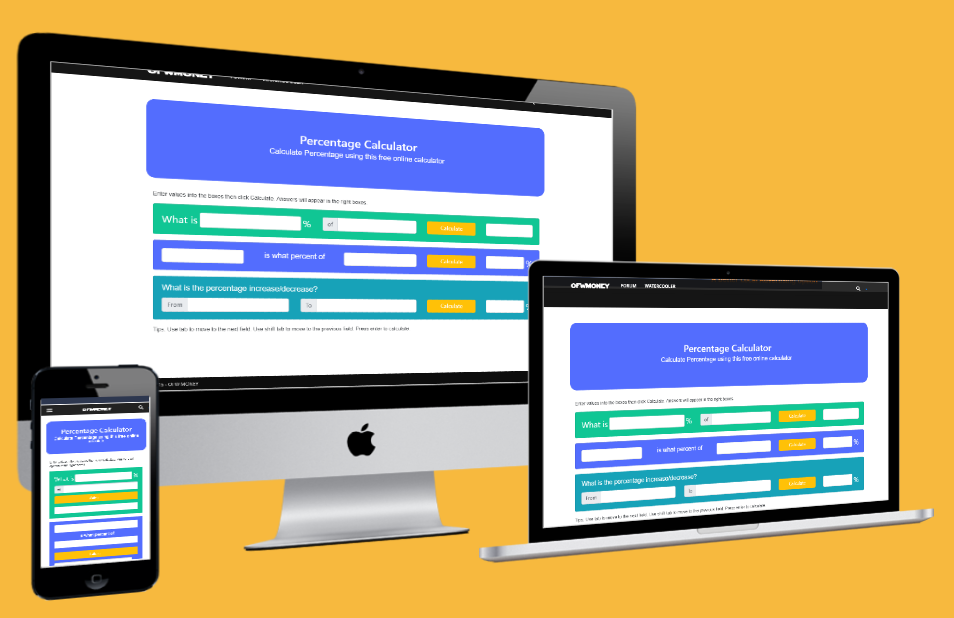 OFWMONEY
Percentage Calculator
Calculate Percentage using this free online calculator
Enter values into the boxes then click Calculate. Answers will appear in the right boxes.
What is % of Calculate
is what percent of Calculate %
What is the percentage increase/decrease?
From To Calculate
Tips. Use tab to move to the next field. Use shift tab to move to the previous field. Press enter to calculate
- OFWMONEY
OFWMONEY FORUM WATERCOOLER
Percentage Calculator
Calculate Percentage using this free online calculator
Enter values into the boxes then click Calculate. Answers will appear in the right boxes.
What is % of Calculate
is what percent of Calculate %
What is the percentage increase/decrease?
From To Calculate %
Tips. Use tab to move to the next field. Use shift tab to move to the previous field. Press enter to calculate
OFWMONEY
Percentage Calculator
Calculate Percentage using this free online
calculator
What is %
is what percent of